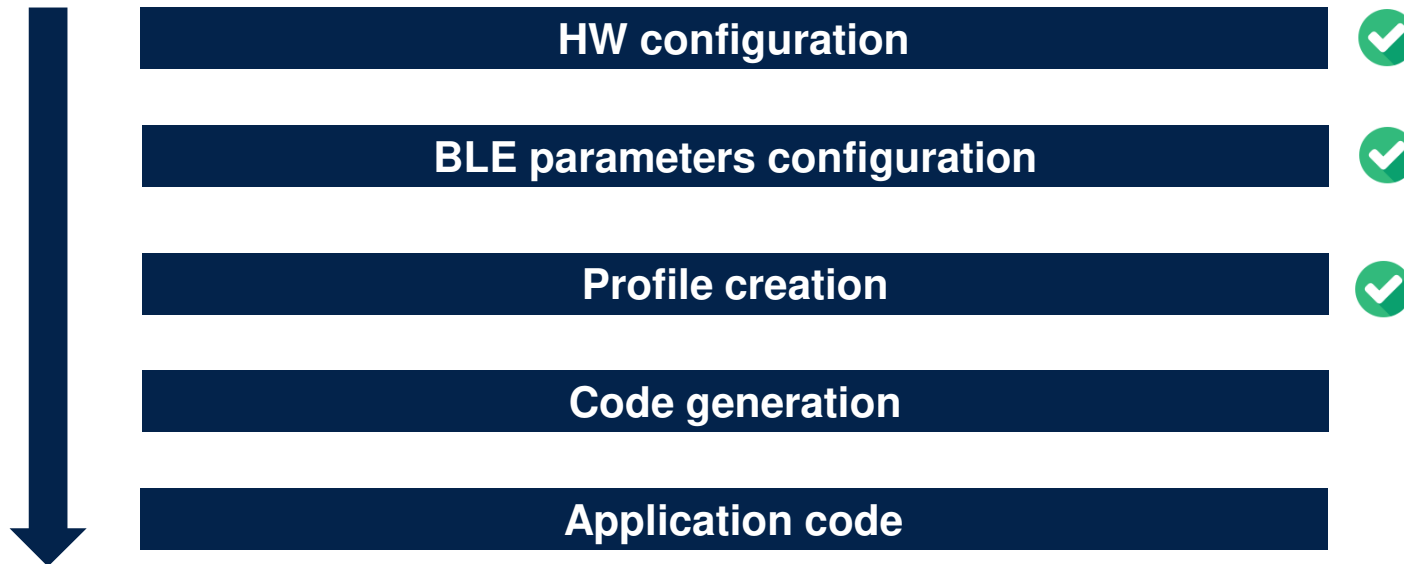 HW configuration
BLE parameters configuration
Profile creation
Code generation
Application code